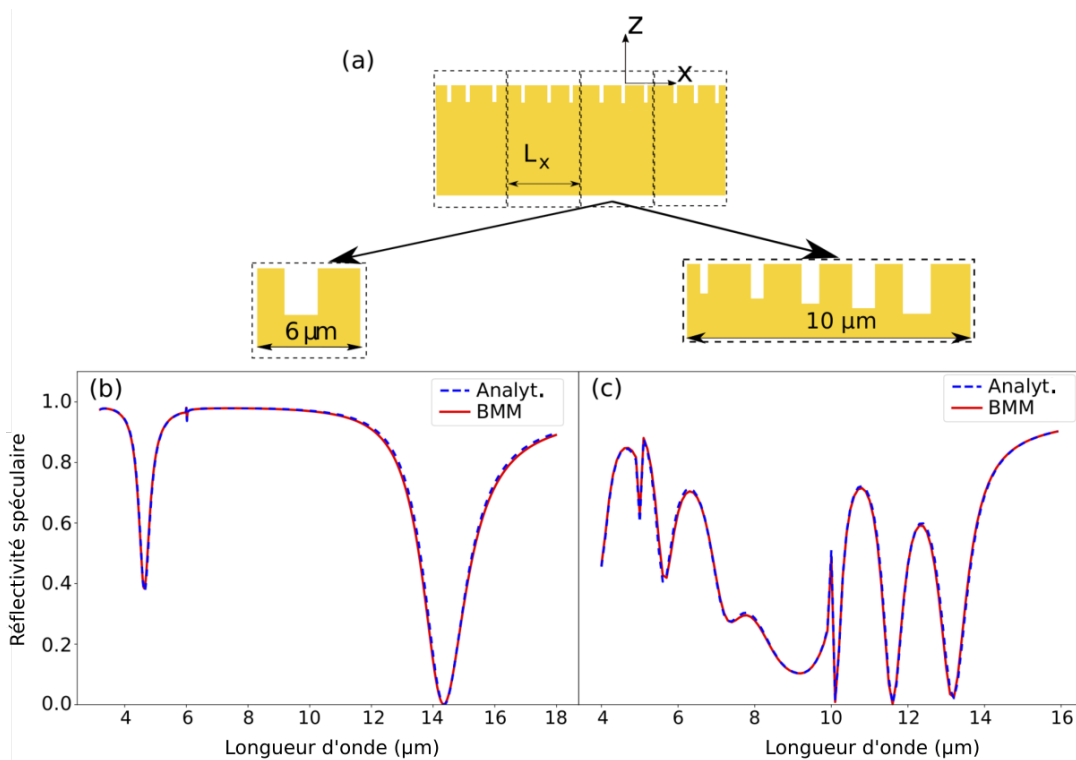 (a)
Z
X
Lx
6 µm
10 µm
(b)
Analyt.
BMM
(c)
Analyt.
BMM
Réflectivité spéculaire
1.0
0.8
0.6
0.4
0.2
0.0
4 6 8 10 12 14 16 18
4 6 8 10 12 14 16
Longueur d'onde (µm)
Longueur d'onde (µm)